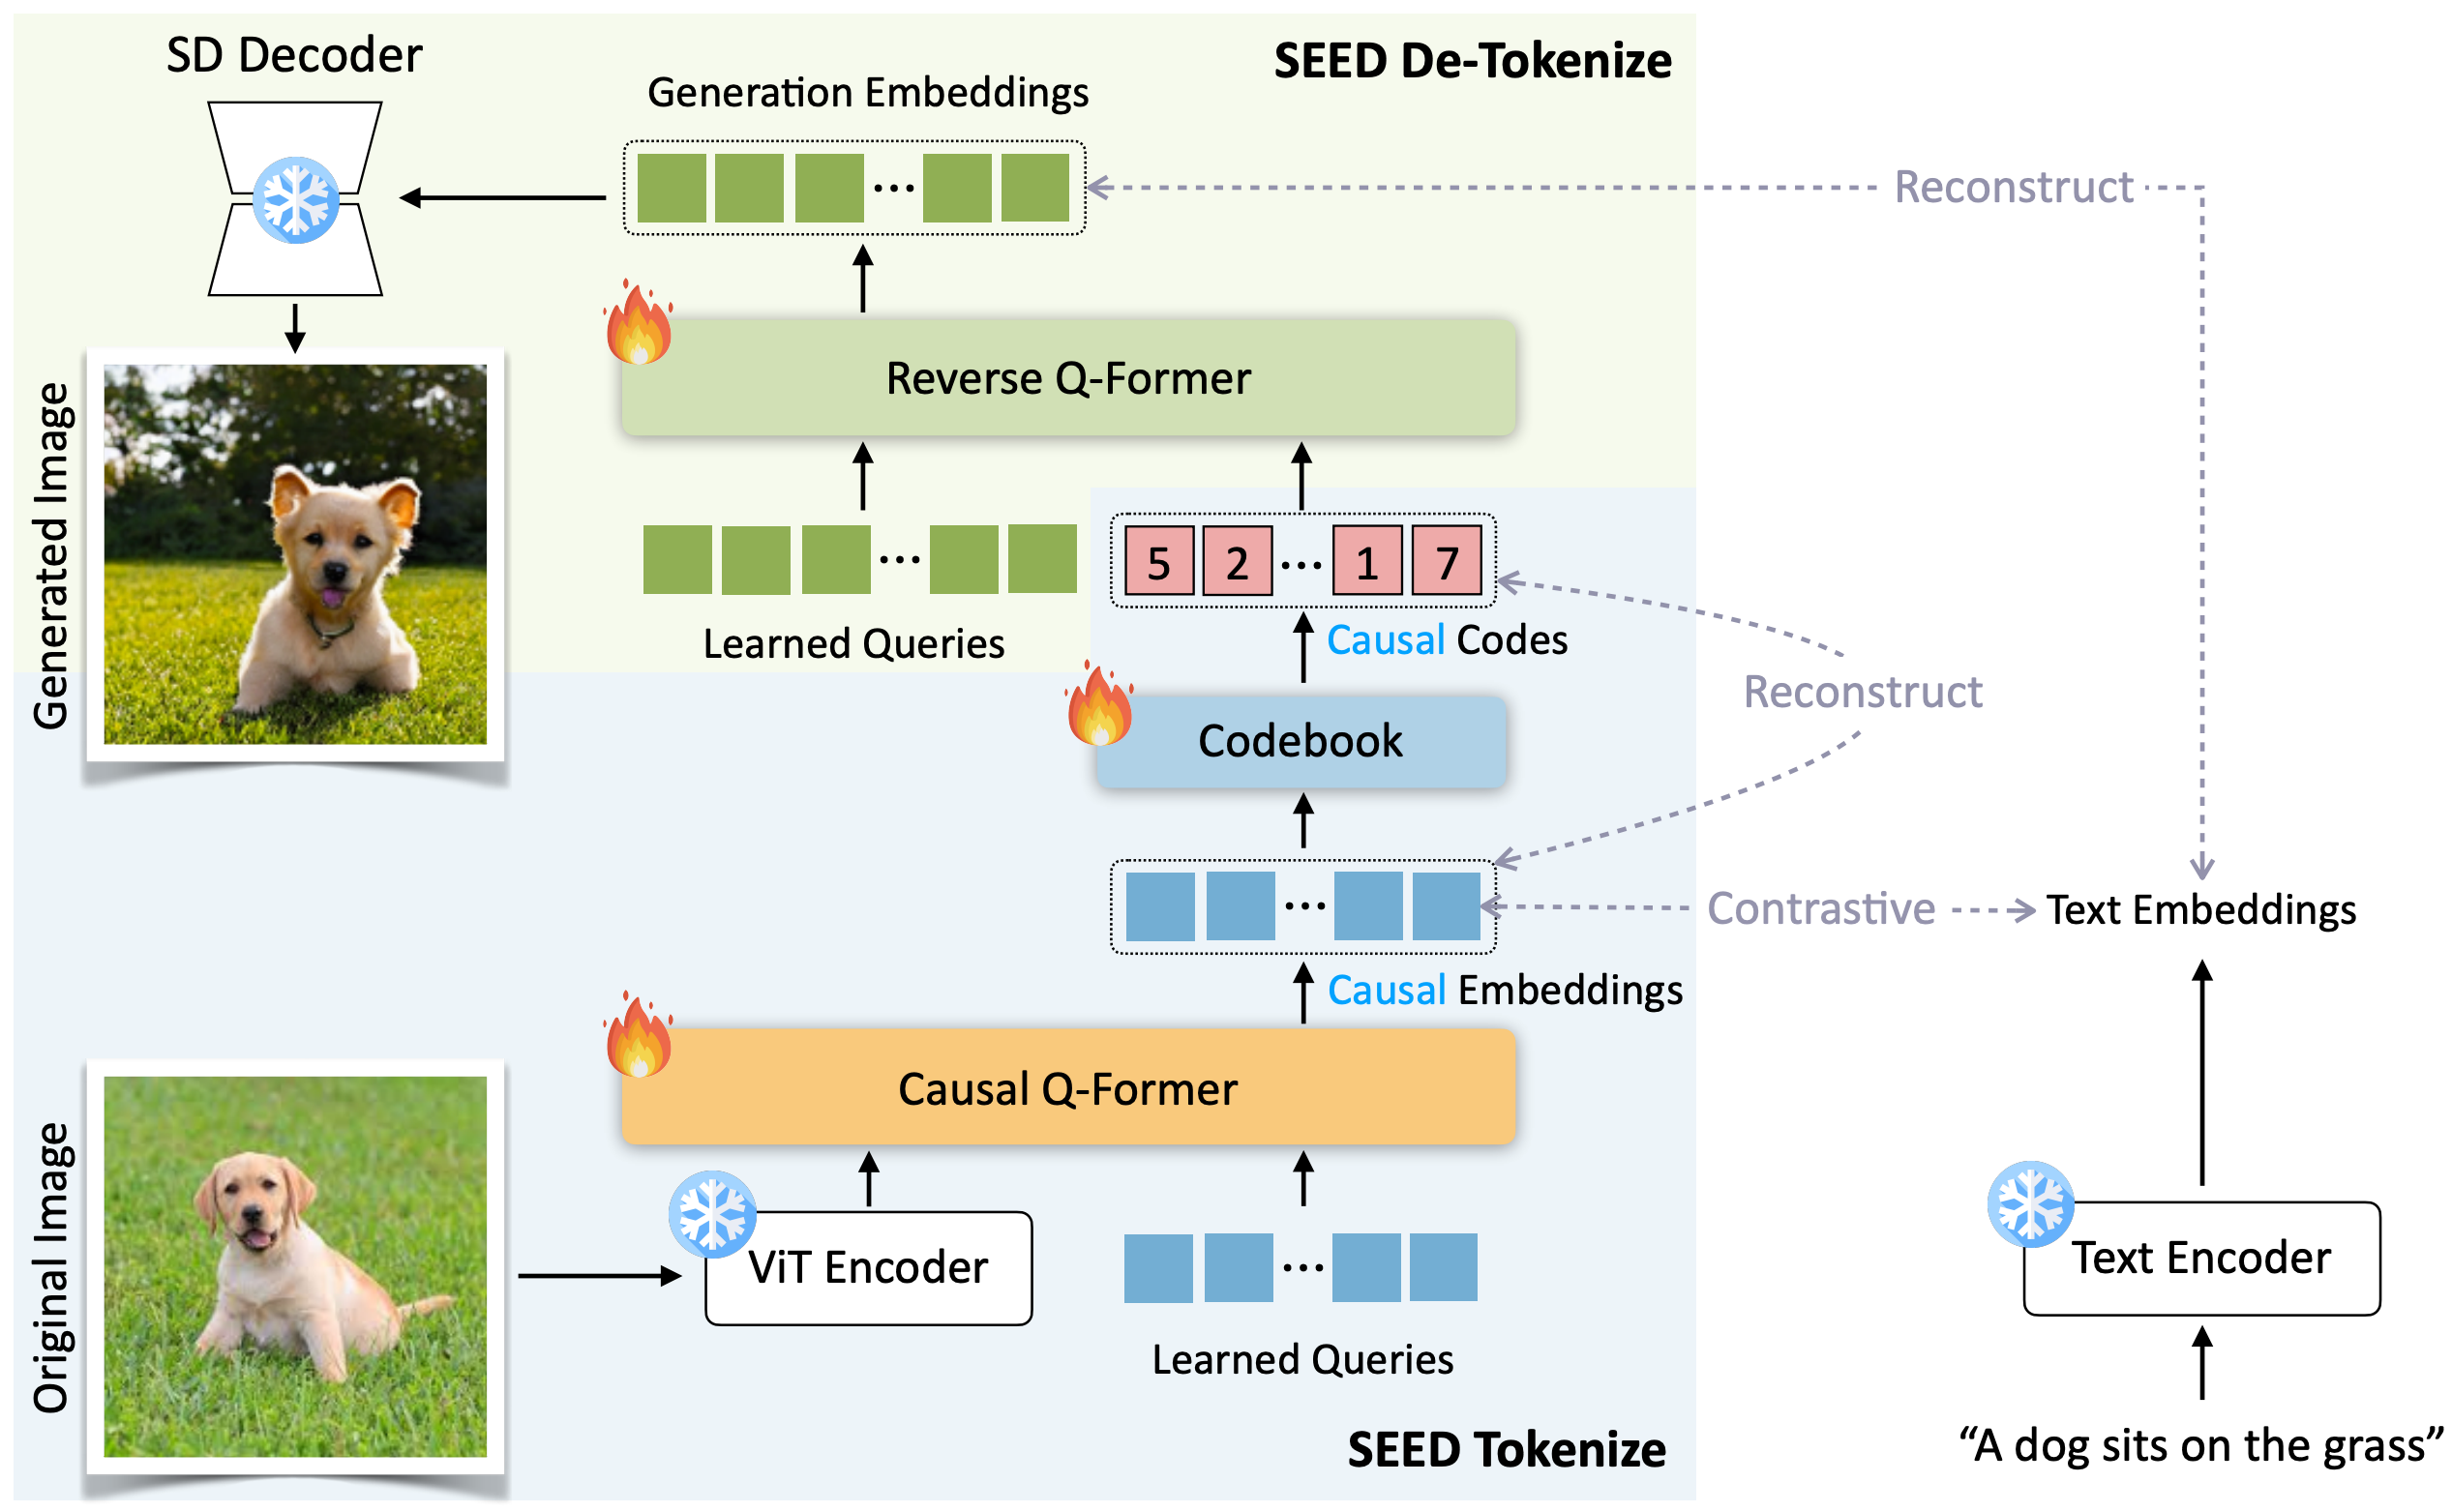 SD Decoder
SEED De-Tokenize
Generation Embeddings
Reconstruct
Reverse Q-Former
Generated Image
5 2 ... 1 7
Learned Queries
Causal Codes
Reconstruct
Codebook
Contrastive
Text Embeddings
Causal Embeddings
Causal Q-Former
Original Image
ViT Encoder
Text Encoder
Learned Queries
SEED Tokenize
“A dog sits on the grass”